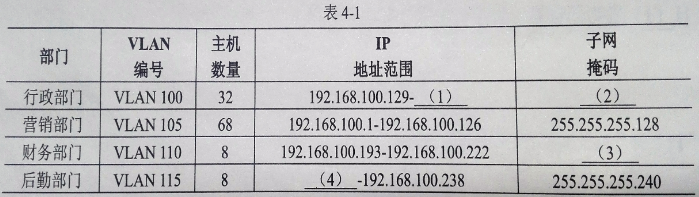 表 4-1
部门 VLAN 编号 主机数量 IP 地址范围 子网掩码
行政部门 VLAN 100 32 192.168.100.129-（1） （2）
营销部门 VLAN 105 68 192.168.100.1-192.168.100.126 255.255.255.128
财务部门 VLAN 110 8 192.168.100.193-192.168.100.222 （3）
后勤部门 VLAN 115 8 （4）-192.168.100.238 255.255.255.240